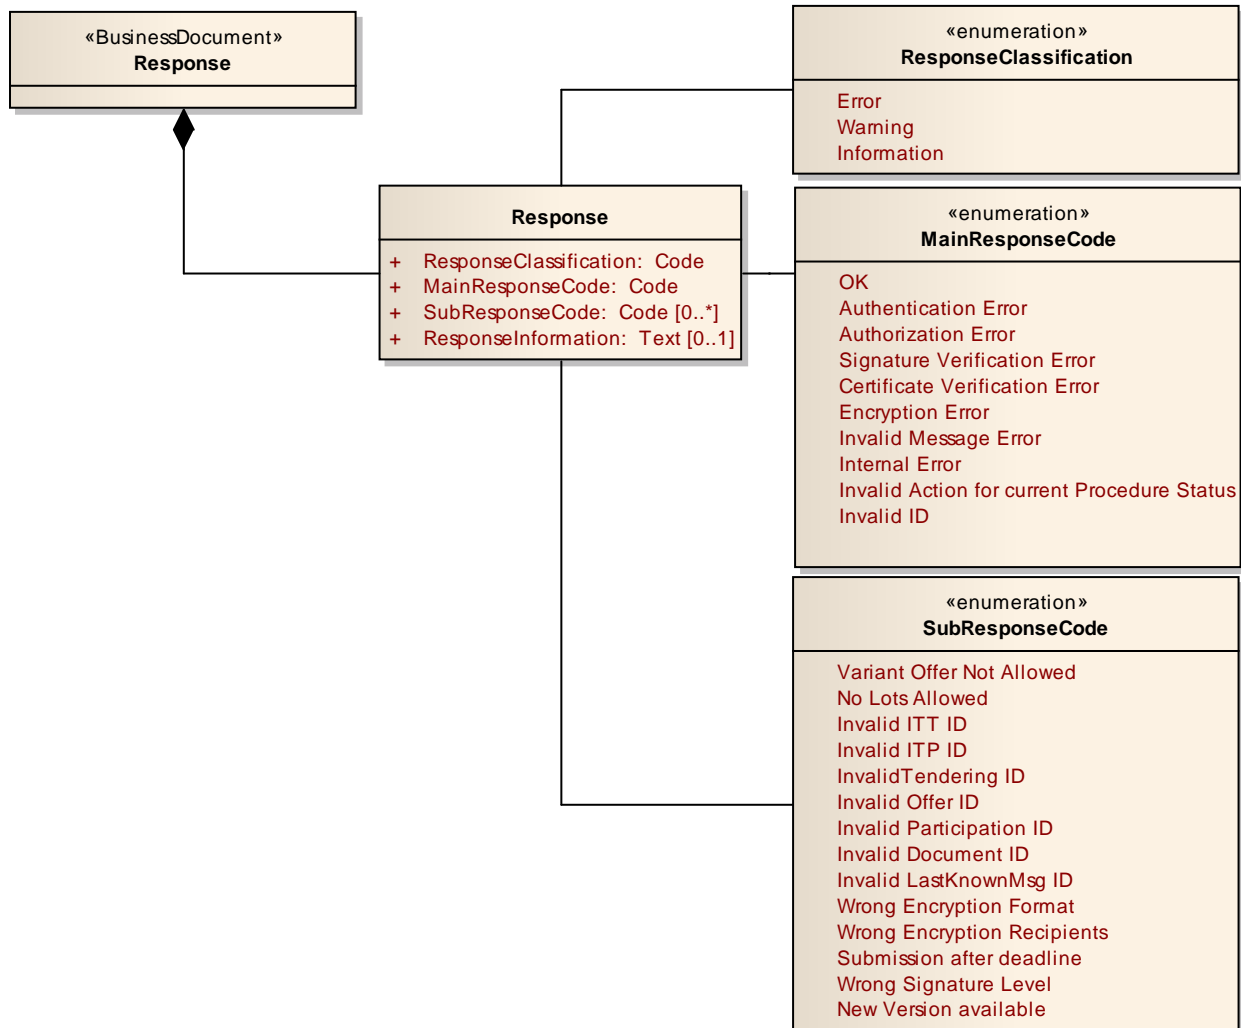 «BusinessDocument»
Response
«enumeration»
ResponseClassification
Error
Warning
Information
Response
+ ResponseClassification: Code
+ MainResponseCode: Code
+ SubResponseCode: Code [0..*]
+ ResponseInformation: Text [0..1]
«enumeration»
MainResponseCode
OK
Authentication Error
Authorization Error
Signature Verification Error
Certificate Verification Error
Encryption Error
Invalid Message Error
Internal Error
Invalid Action for current Procedure Status
Invalid ID
«enumeration»
SubResponseCode
Variant Offer Not Allowed
No Lots Allowed
Invalid ITT ID
Invalid ITP ID
InvalidTendering ID
Invalid Offer ID
Invalid Participation ID
Invalid Document ID
Invalid LastKnownMsg ID
Wrong Encryption Format
Wrong Encryption Recipients
Submission after deadline
Wrong Signature Level
New Version available